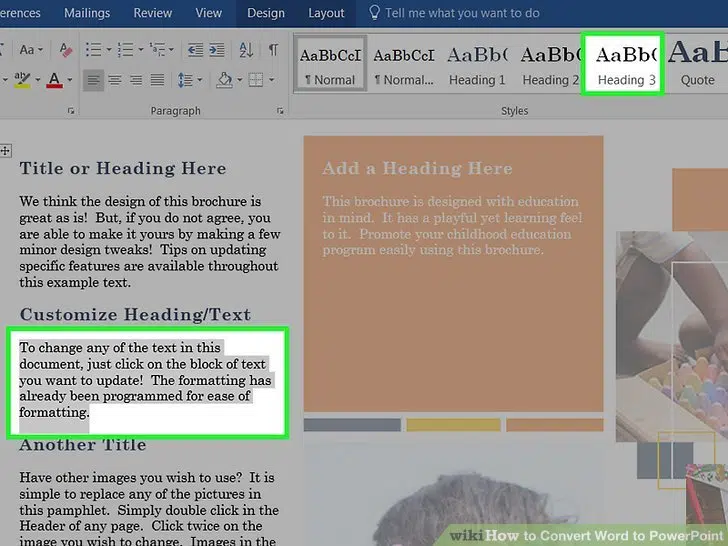 ences Mailings Review View Design Layout Tell me what you want to do
Aa
aby A
AaBbCcI AaBbCcI AaBb( AaBbC AaBb( AaB
¶ Normal ¶ Normal... Heading 1 Heading 2 Heading 3 Quote
Paragraph Styles
Title or Heading Here
We think the design of this brochure is
great as is! But, if you do not agree, you
are able to make it yours by making a few
minor design tweaks! Tips on updating
specific features are available throughout
this example text.
Customize Heading/Text
To change any of the text in this
document, just click on the block of text
you want to update! The formatting has
already been programmed for ease of
formatting.
Another Title
Have other images you wish to use? It is
simple to replace any of the pictures in
this pamphlet. Simply double click in the
Header of any page. Click twice on the
image you wish to change. Images in the
Add a Heading Here
This brochure is designed with education
in mind. It has a playful yet learning feel
to it. Promote your childhood education
program easily using this brochure.
wikiHow to Convert Word to PowerPoint